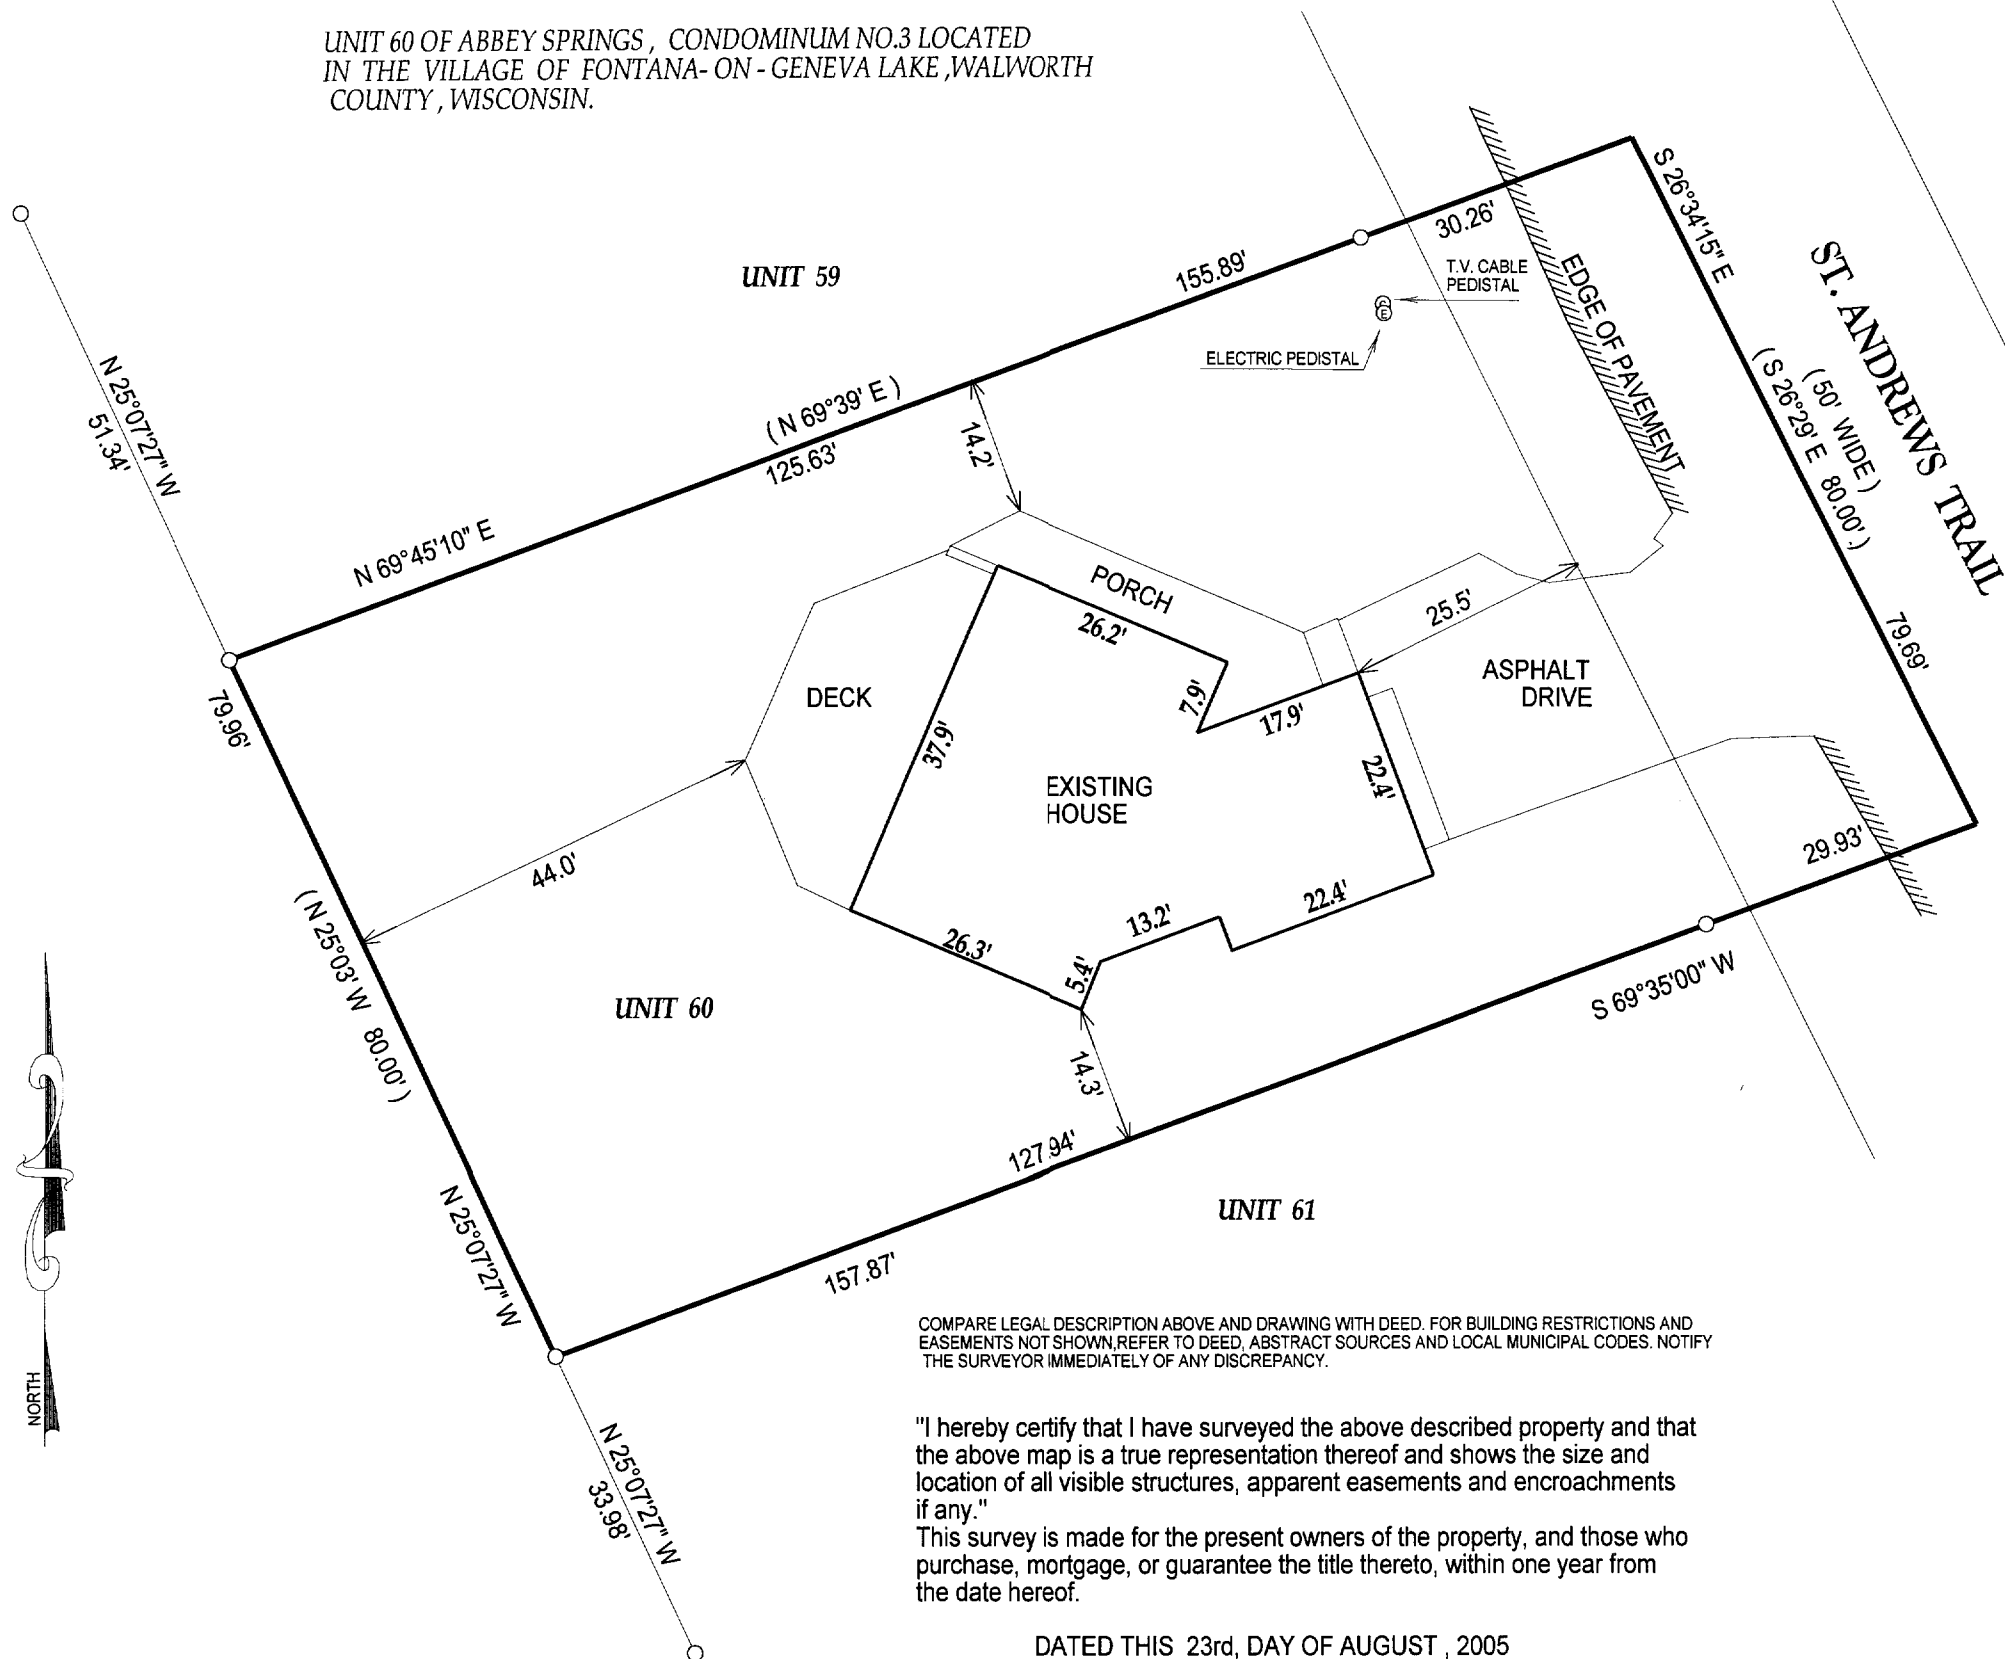 UNIT 60 OF ABBEY SPRINGS , CONDOMINUM NO.3 LOCATED
IN THE VILLAGE OF FONTANA- ON - GENEVA LAKE ,WALWORTH
COUNTY , WISCONSIN.
UNIT 59
155.89'
30.26'
S 26°34'15" E
T.V. CABLE
PEDISTAL
C
E
ELECTRIC PEDISTAL
EDGE OF PAVEMENT
ST. ANDREWS TRAIL
( 50' WIDE )
( S 26°29' E 80.00'.)
79.69'
N 25°07'27" W
51.34'
( N 69°39' E )
125.63'
N 69°45'10" E
14.2'
PORCH
26.2'
25.5'
ASPHALT
DRIVE
DECK
7.9'
17.9'
37.9'
22.4'
EXISTING
HOUSE
79.96'
44.0'
29.93'
22.4'
13.2'
26.3'
5.4'
( N 25°03' W 80.00' )
UNIT 60
S 69°35'00" W
14.3'
127.94'
UNIT 61
N 25°07'27" W
157.87'
NORTH
COMPARE LEGAL DESCRIPTION ABOVE AND DRAWING WITH DEED. FOR BUILDING RESTRICTIONS AND
EASEMENTS NOT SHOWN,REFER TO DEED, ABSTRACT SOURCES AND LOCAL MUNICIPAL CODES. NOTIFY
THE SURVEYOR IMMEDIATELY OF ANY DISCREPANCY.
N 25°07'27" W
33.98'
"I hereby certify that I have surveyed the above described property and that
the above map is a true representation thereof and shows the size and
location of all visible structures, apparent easements and encroachments
if any."
This survey is made for the present owners of the property, and those who
purchase, mortgage, or guarantee the title thereto, within one year from
the date hereof.
DATED THIS 23rd, DAY OF AUGUST , 2005